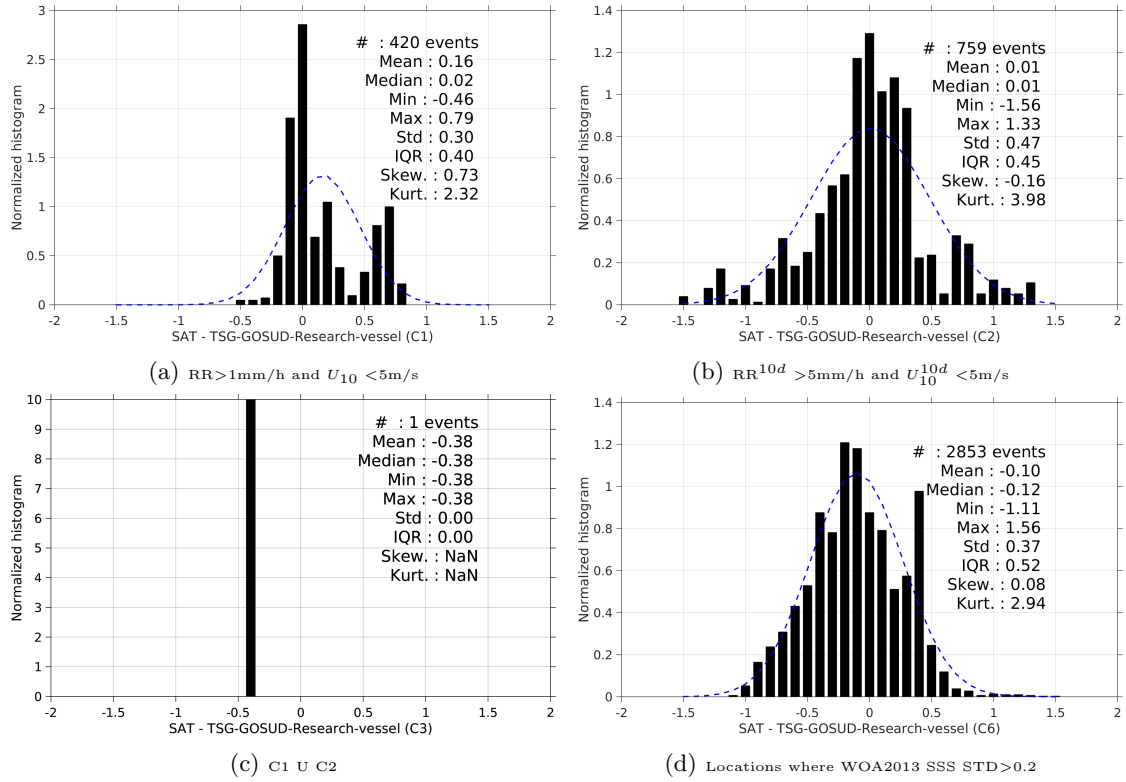 3
2.5
2
1.5
1
0.5
0
-2
-1.5
-1
-0.5
0
0.5
1
1.5
2
Normalized histogram
SAT - TSG-GOSUD-Research-vessel (C1)
# : 420 events
Mean : 0.16
Median : 0.02
Min : -0.46
Max : 0.79
Std : 0.30
IQR : 0.40
Skew. : 0.73
Kurt. : 2.32
(a) RR>1mm/h and U10 <5m/s
1.4
1.2
1
0.8
0.6
0.4
0.2
0
-2
-1.5
-1
-0.5
0
0.5
1
1.5
2
Normalized histogram
SAT - TSG-GOSUD-Research-vessel (C2)
# : 759 events
Mean : 0.01
Median : 0.01
Min : -1.56
Max : 1.33
Std : 0.47
IQR : 0.45
Skew. : -0.16
Kurt. : 3.98
(b) RR10d >5mm/h and U10d10 <5m/s
10
9
8
7
6
5
4
3
2
1
0
-2
-1.5
-1
-0.5
0
0.5
1
1.5
2
Normalized histogram
SAT - TSG-GOSUD-Research-vessel (C3)
# : 1 events
Mean : -0.38
Median : -0.38
Min : -0.38
Max : -0.38
Std : 0.00
IQR : 0.00
Skew. : NaN
Kurt. : NaN
(c) C1 U C2
1.4
1.2
1
0.8
0.6
0.4
0.2
0
-2
-1.5
-1
-0.5
0
0.5
1
1.5
2
Normalized histogram
SAT - TSG-GOSUD-Research-vessel (C6)
# : 2853 events
Mean : -0.10
Median : -0.12
Min : -1.11
Max : 1.56
Std : 0.37
IQR : 0.52
Skew. : 0.08
Kurt. : 2.94
(d) Locations where WOA2013 SSS STD>0.2